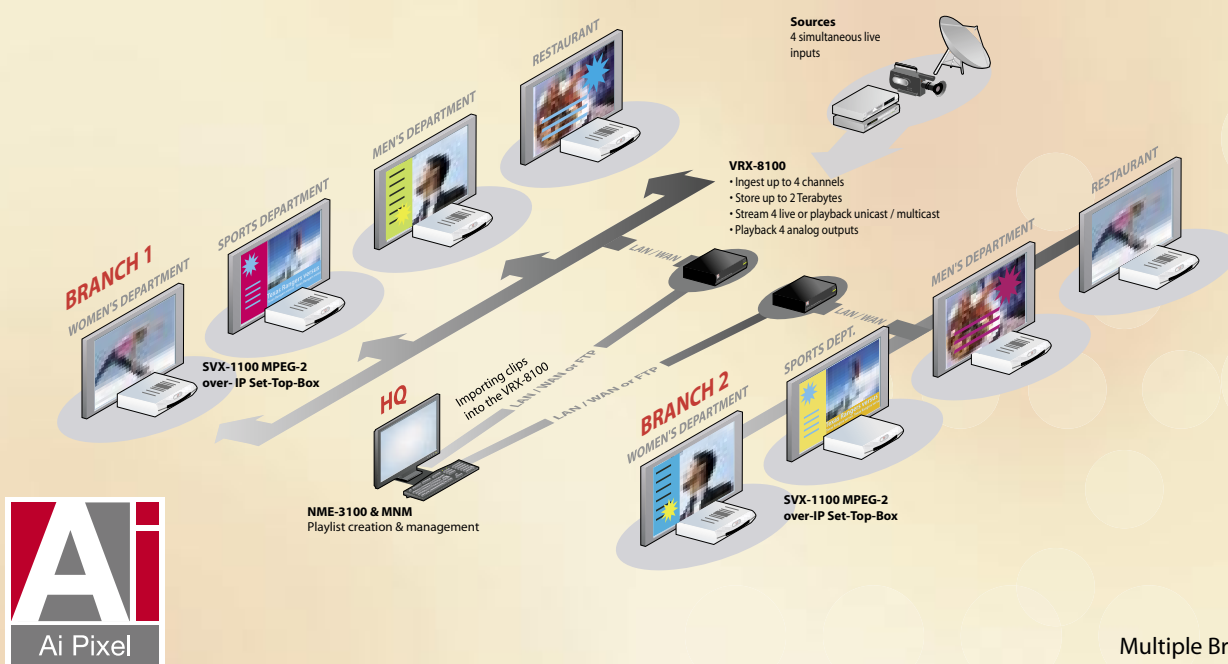 Sources
4 simultaneous live
inputs
RESTAURANT
MEN'S DEPARTMENT
SPORTS DEPARTMENT
BRANCH 1
WOMEN'S DEPARTMENT
SVX-1100 MPEG-2
over- IP Set-Top-Box
VRX-8100
• Ingest up to 4 channels
• Store up to 2 Terabytes
• Stream 4 live or playback unicast / multicast
• Playback 4 analog outputs
LAN / WAN
LAN / WAN
RESTAURANT
MEN'S DEPARTMENT
SPORTS DEPT.
BRANCH 2
WOMEN'S DEPARTMENT
SVX-1100 MPEG-2
over-IP Set-Top-Box
HQ
Importing clips
into the VRX-8100
LAN / WAN or FTP
LAN / WAN or FTP
NME-3100 & MNM
Playlist creation & management
Texas Rangers
Texas Rangers
Ai
Ai Pixel
Multiple Br